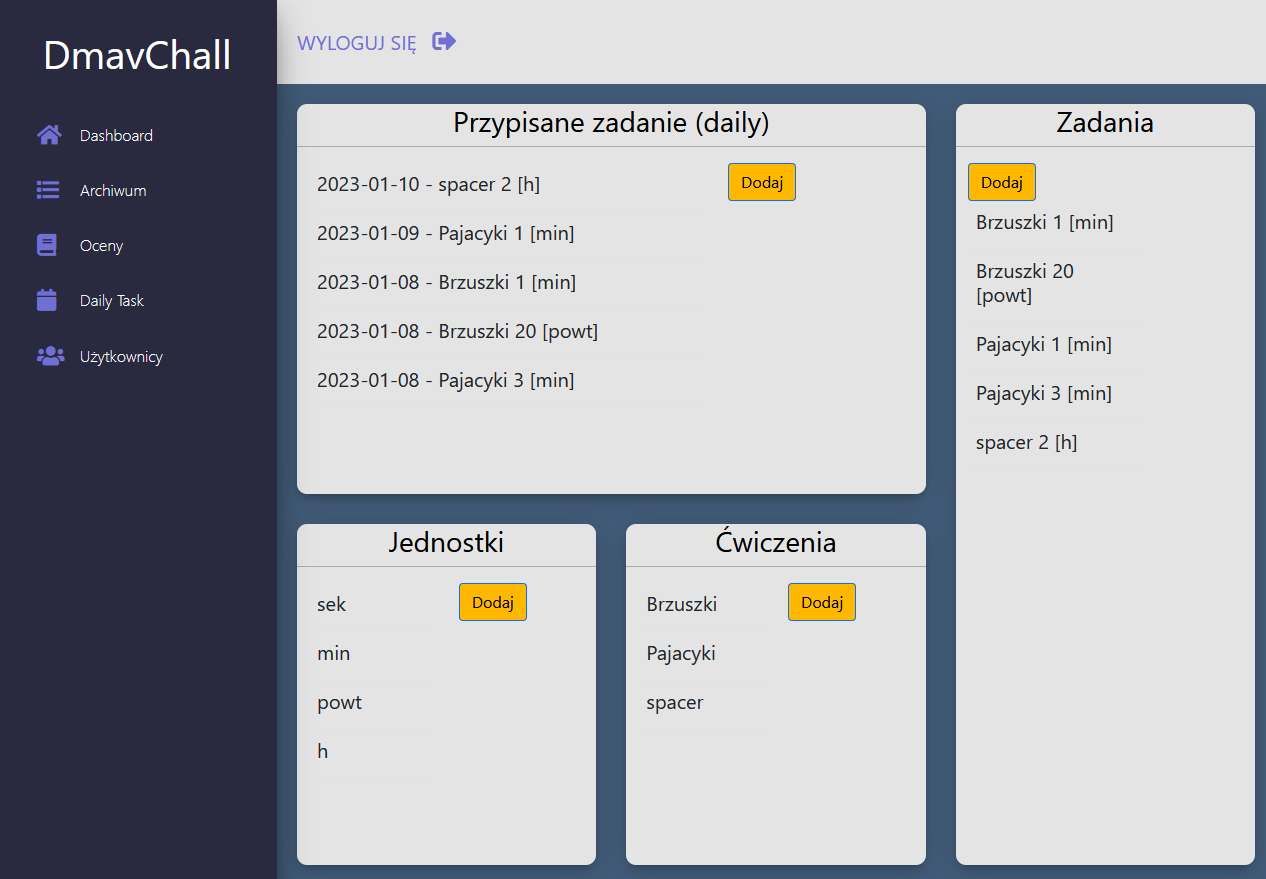 DmavChall
Dashboard
Archiwum
Oceny
Daily Task
Użytkownicy
WYLOGUJ SIĘ
Przypisane zadanie (daily)
2023-01-10 - spacer 2 [h]
Dodaj
2023-01-09 - Pajacyki 1 [min]
2023-01-08 - Brzuszki 1 [min]
2023-01-08 - Brzuszki 20 [powt]
2023-01-08 - Pajacyki 3 [min]
Zadania
Dodaj
Brzuszki 1 [min]
Brzuszki 20
[powt]
Pajacyki 1 [min]
Pajacyki 3 [min]
spacer 2 [h]
Jednostki
sek
Dodaj
min
powt
h
Ćwiczenia
Brzuszki
Dodaj
Pajacyki
spacer